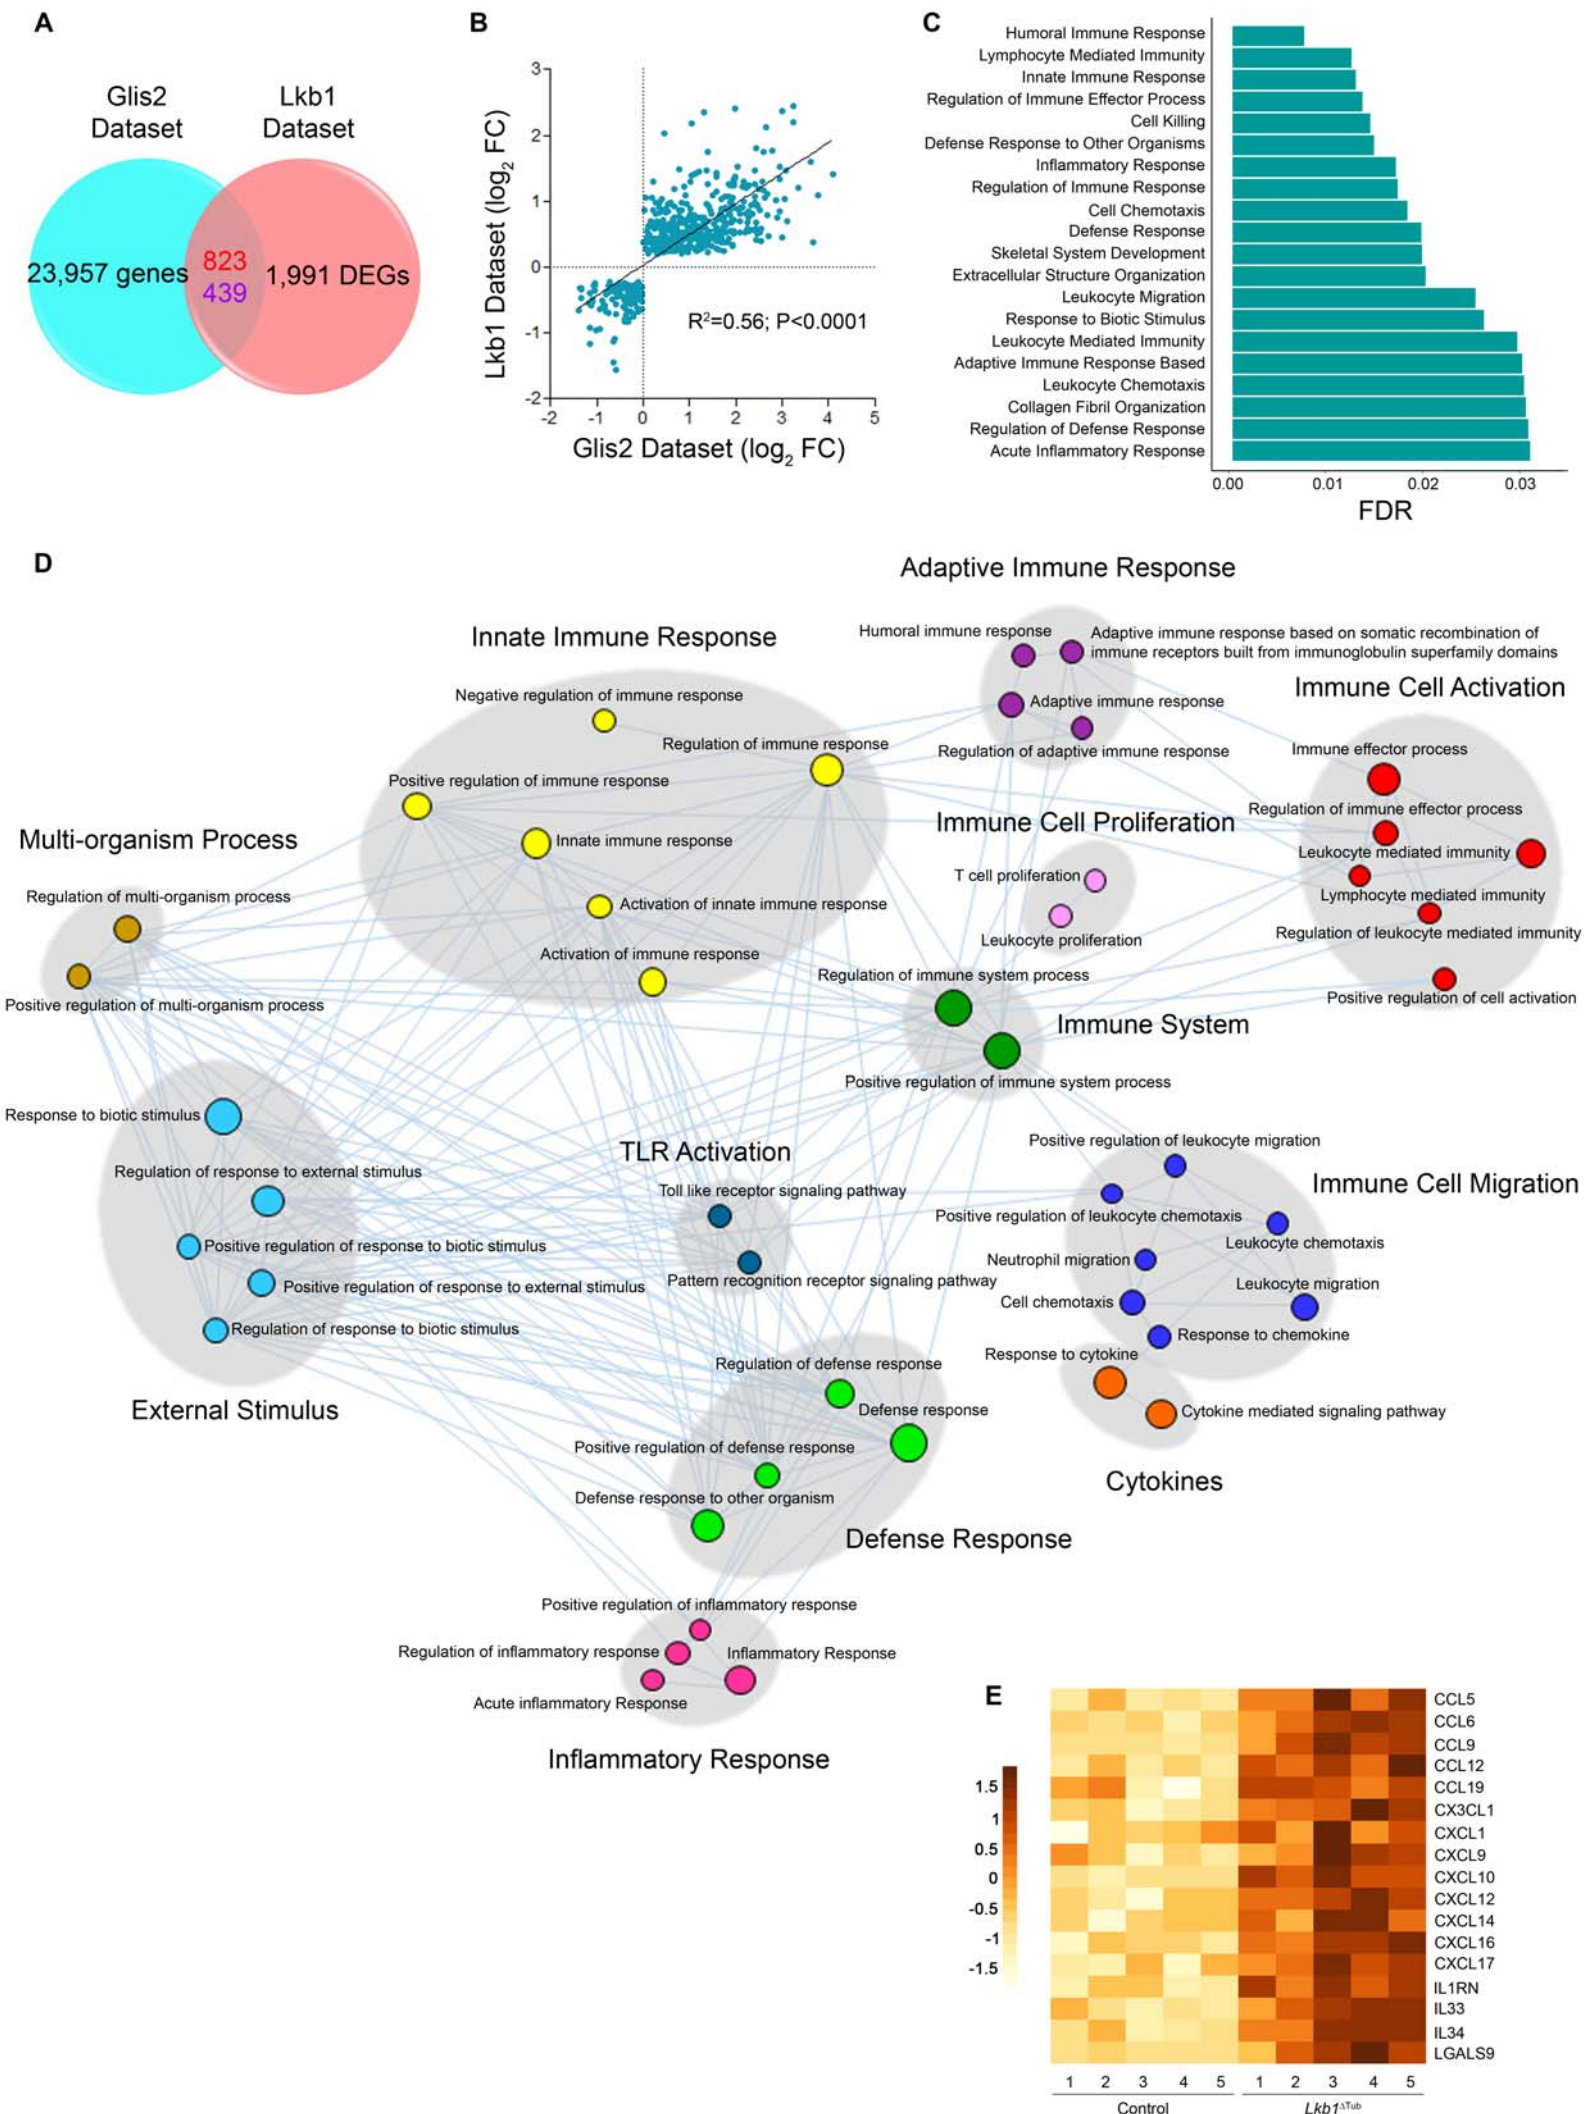 A
Glis2
Dataset
Lkb1
Dataset
23,957 genes
823
439
1,991 DEGs
B
Lkb1 Dataset (log2 FC)
3
2
1
0
-1
-2
R2=0.56; P<0.0001
-2 -1 0 1 2 3 4 5
Glis2 Dataset (log2 FC)
C
Humoral Immune Response
Lymphocyte Mediated Immunity
Innate Immune Response
Regulation of Immune Effector Process
Cell Killing
Defense Response to Other Organisms
Inflammatory Response
Regulation of Immune Response
Cell Chemotaxis
Defense Response
Skeletal System Development
Extracellular Structure Organization
Leukocyte Migration
Response to Biotic Stimulus
Leukocyte Mediated Immunity
Adaptive Immune Response Based
Leukocyte Chemotaxis
Collagen Fibril Organization
Regulation of Defense Response
Acute Inflammatory Response
0.00 0.01 0.02 0.03
FDR
D
Adaptive Immune Response
Humoral immune response
Adaptive immune response based on somatic recombination of
immune receptors built from immunoglobulin superfamily domains
Adaptive immune response
Regulation of adaptive immune response
Innate Immune Response
Negative regulation of immune response
Regulation of immune response
Positive regulation of immune response
Innate immune response
Activation of innate immune response
Activation of immune response
Immune Cell Activation
Immune effector process
Regulation of immune effector process
Leukocyte mediated immunity
Lymphocyte mediated immunity
Regulation of leukocyte mediated immunity
Positive regulation of cell activation
Immune Cell Proliferation
T cell proliferation
Leukocyte proliferation
Multi-organism Process
Regulation of multi-organism process
Positive regulation of multi-organism process
Regulation of immune system process
Immune System
Positive regulation of immune system process
Response to biotic stimulus
Regulation of response to external stimulus
Positive regulation of response to biotic stimulus
Positive regulation of response to external stimulus
Regulation of response to biotic stimulus
External Stimulus
TLR Activation
Toll like receptor signaling pathway
Pattern recognition receptor signaling pathway
Positive regulation of leukocyte migration
Immune Cell Migration
Positive regulation of leukocyte chemotaxis
Leukocyte chemotaxis
Neutrophil migration
Leukocyte migration
Cell chemotaxis
Response to chemokine
Response to cytokine
Cytokine mediated signaling pathway
Cytokines
Regulation of defense response
Defense response
Positive regulation of defense response
Defense response to other organism
Defense Response
Positive regulation of inflammatory response
Regulation of inflammatory response
Inflammatory Response
Acute inflammatory Response
Inflammatory Response
E
1.5
1
0.5
0
-0.5
-1
-1.5
CCL5
CCL6
CCL9
CCL12
CCL19
CX3CL1
CXCL1
CXCL9
CXCL10
CXCL12
CXCL14
CXCL16
CXCL17
IL1RN
IL33
IL34
LGALS9
1 2 3 4 5 1 2 3 4 5
Control
Lkb1ΔTub